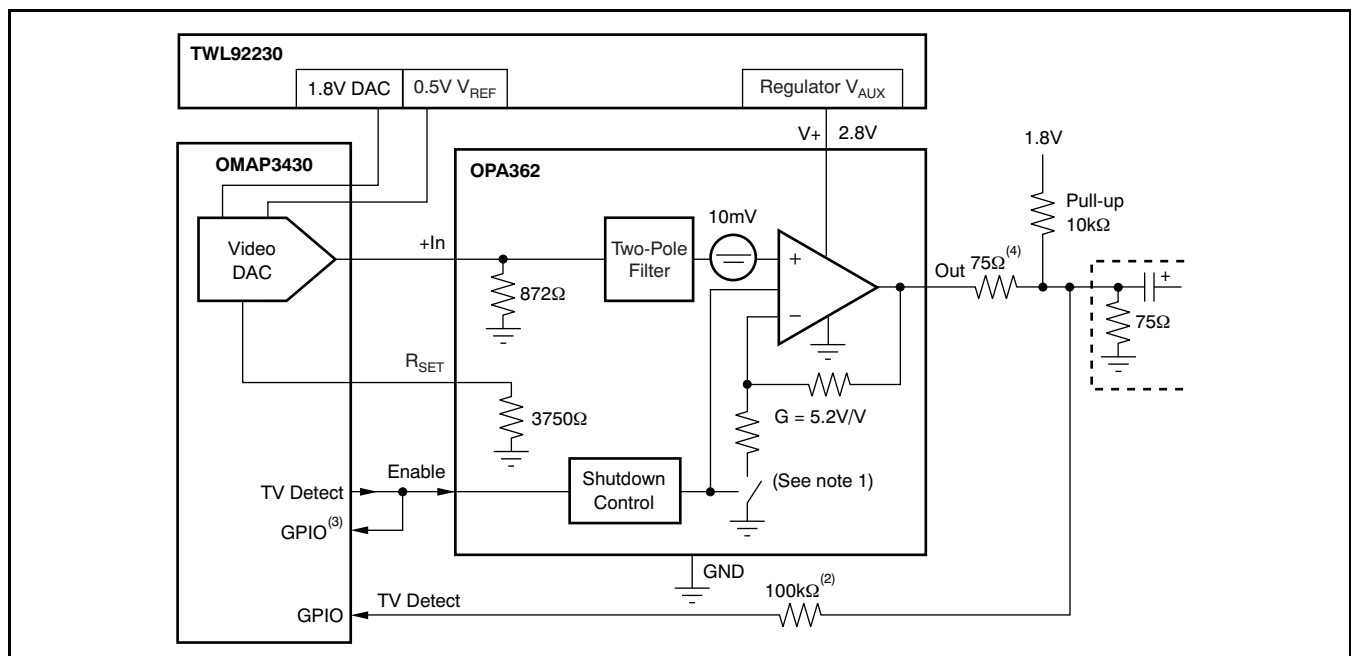 TWL92230
1.8V DAC
0.5V VREF
Regulator VAUX
V+
2.8V
1.8V
OMAP3430
OPA362
Pull-up
10kΩ
10mV
Video
DAC
+In
Two-Pole
Filter
+
−
Out
75Ω(4)
+
872Ω
75Ω
RSET
3750Ω
G = 5.2V/V
Enable
Shutdown
Control
(See note 1)
TV Detect
GPIO(3)
GND
100kΩ(2)
GPIO
TV Detect